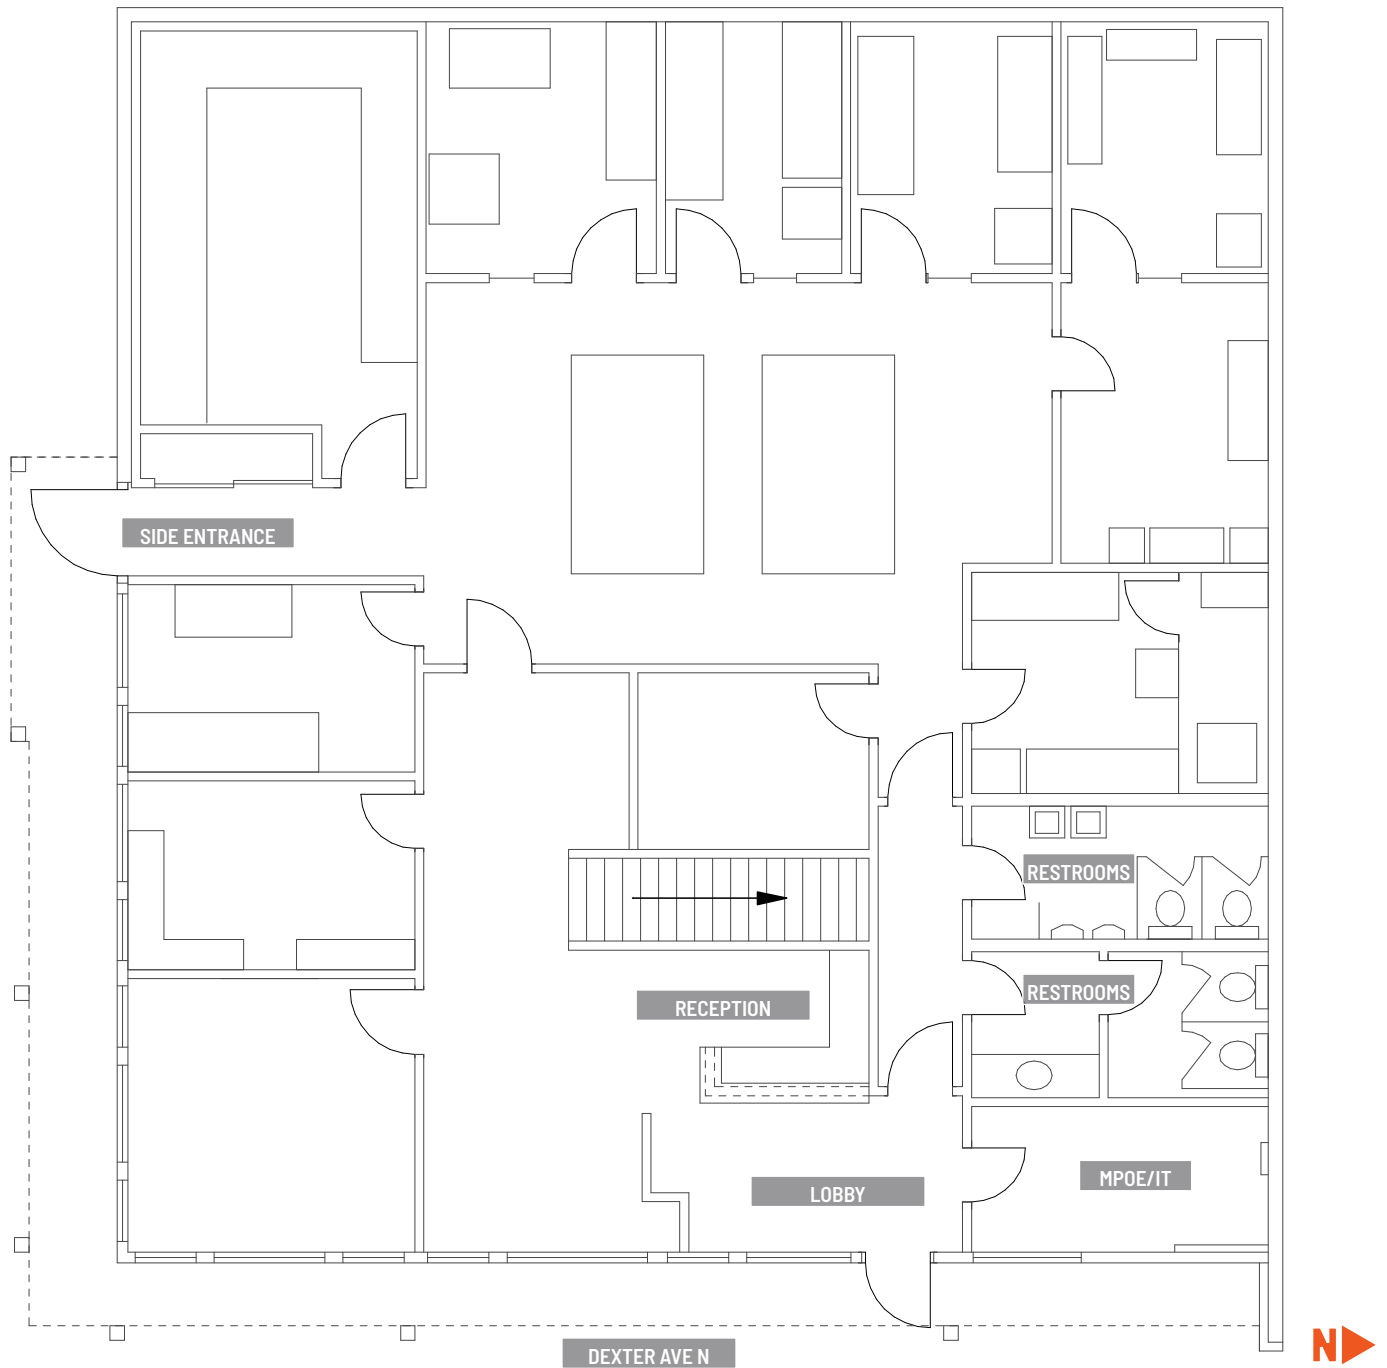 SIDE ENTRANCE
RESTROOMS
RESTROOMS
RECEPTION
MPOE/IT
LOBBY
N
DEXTER AVE N